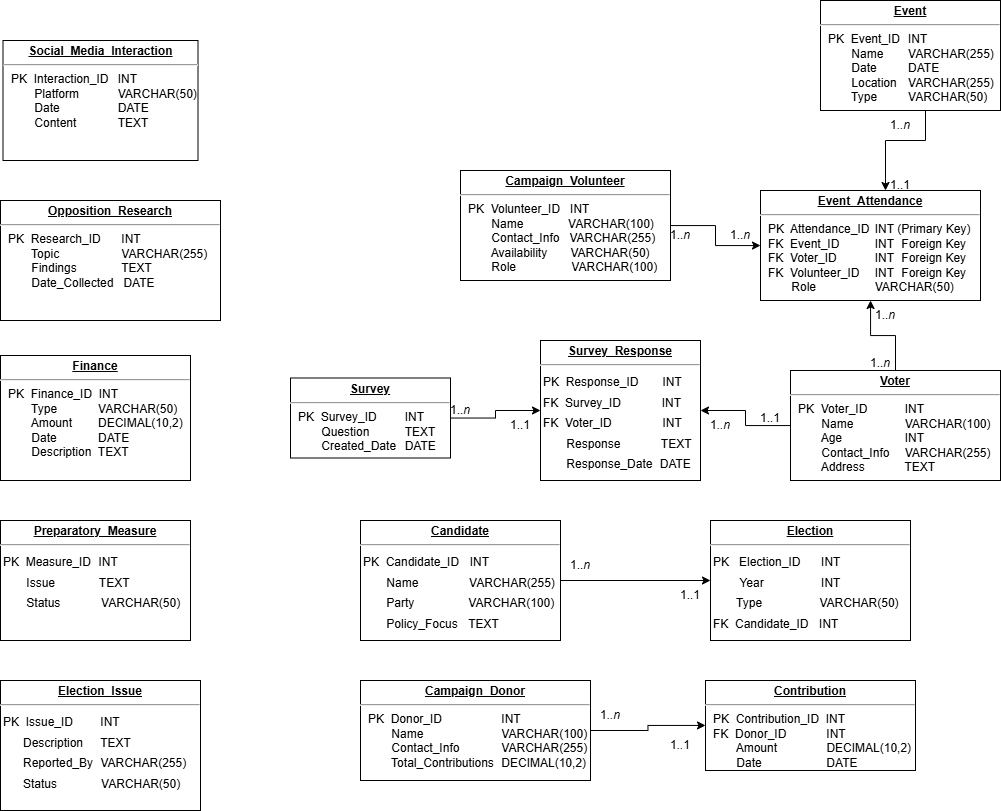 Event
PK Event_ID INT
Name VARCHAR(255)
Date DATE
Location VARCHAR(255)
Type VARCHAR(50)
1..n
1..1
Social_Media_Interaction
PK Interaction_ID INT
Platform VARCHAR(50)
Date DATE
Content TEXT
Campaign_Volunteer
PK Volunteer_ID INT
Name VARCHAR(100)
Contact_Info VARCHAR(255)
Availability VARCHAR(50)
Role VARCHAR(100)
1..n
1..n
Event_Attendance
PK Attendance_ID INT (Primary Key)
FK Event_ID INT Foreign Key
FK Voter_ID INT Foreign Key
FK Volunteer_ID INT Foreign Key
Role VARCHAR(50)
1..n
1..n
Opposition_Research
PK Research_ID INT
Topic VARCHAR(255)
Findings TEXT
Date_Collected DATE
Finance
PK Finance_ID INT
Type VARCHAR(50)
Amount DECIMAL(10,2)
Date DATE
Description TEXT
Survey
PK Survey_ID INT
Question TEXT
Created_Date DATE
1..n
1..1
Survey_Response
PK Response_ID INT
FK Survey_ID INT
FK Voter_ID INT
Response TEXT
Response_Date DATE
1..n
1..1
Voter
PK Voter_ID INT
Name VARCHAR(100)
Age INT
Contact_Info VARCHAR(255)
Address TEXT
Preparatory_Measure
PK Measure_ID INT
Issue TEXT
Status VARCHAR(50)
Candidate
PK Candidate_ID INT
Name VARCHAR(255)
Party VARCHAR(100)
Policy_Focus TEXT
1..n
1..1
Election
PK Election_ID INT
Year INT
Type VARCHAR(50)
FK Candidate_ID INT
Election_Issue
PK Issue_ID INT
Description TEXT
Reported_By VARCHAR(255)
Status VARCHAR(50)
Campaign_Donor
PK Donor_ID INT
Name VARCHAR(100)
Contact_Info VARCHAR(255)
Total_Contributions DECIMAL(10,2)
1..n
1..1
Contribution
PK Contribution_ID INT
FK Donor_ID INT
Amount DECIMAL(10,2)
Date DATE